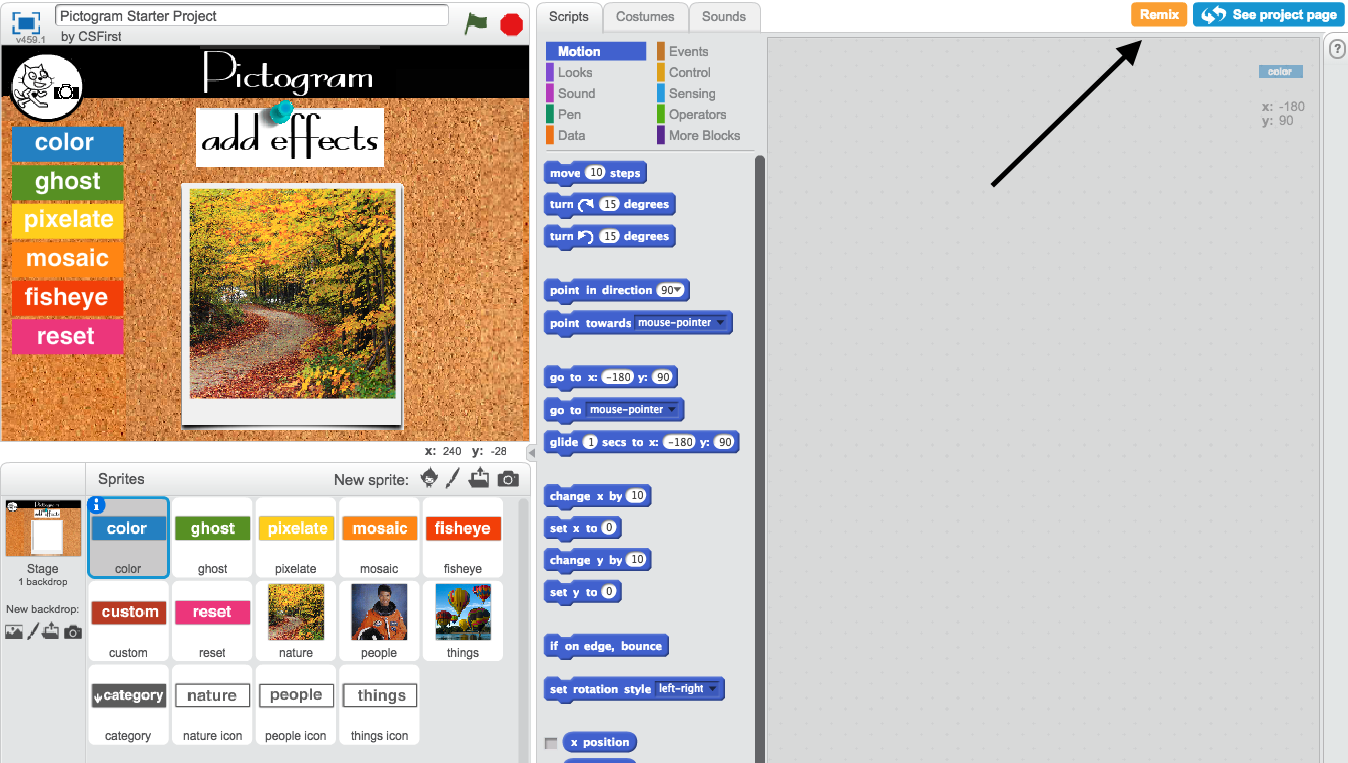 Pictogram Starter Project
by CSFirst
v459.1
Pictogram
add effects
color
ghost
pixelate
mosaic
fisheye
reset
x: 240 y: -28
Sprites
New sprite:
Stage
1 backdrop
New backdrop:
color
ghost
pixelate
mosaic
fisheye
color
ghost
pixelate
mosaic
fisheye
custom
reset
custom
reset
nature
people
things
category
nature
people
things
category
nature icon
people icon
things icon
Scripts
Costumes
Sounds
Motion
Looks
Sound
Pen
Data
Events
Control
Sensing
Operators
More Blocks
move 10 steps
turn 15 degrees
turn 15 degrees
point in direction 90
point towards mouse-pointer
go to x: -180 y: 90
go to mouse-pointer
glide 1 secs to x: -180 y: 90
change x by 10
set x to 0
change y by 10
set y to 0
if on edge, bounce
set rotation style left-right
x position
Remix
See project page
?
color
x: -180
y: 90